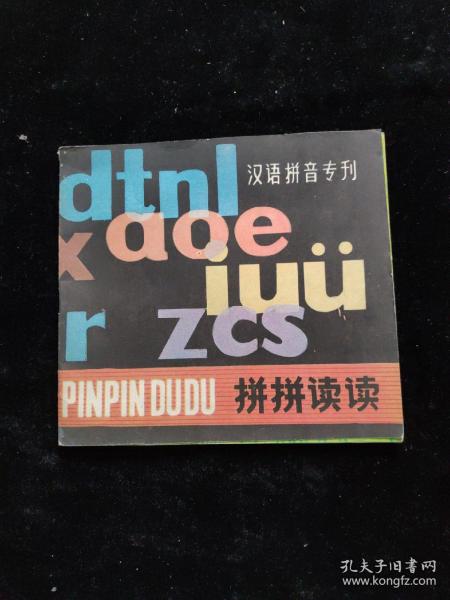 dtnl
汉语拼音专刊
x
aoe
iuü
r
zcs
PINPIN DUDU 拼拼读读
孔夫子旧书网
www.kongfz.com